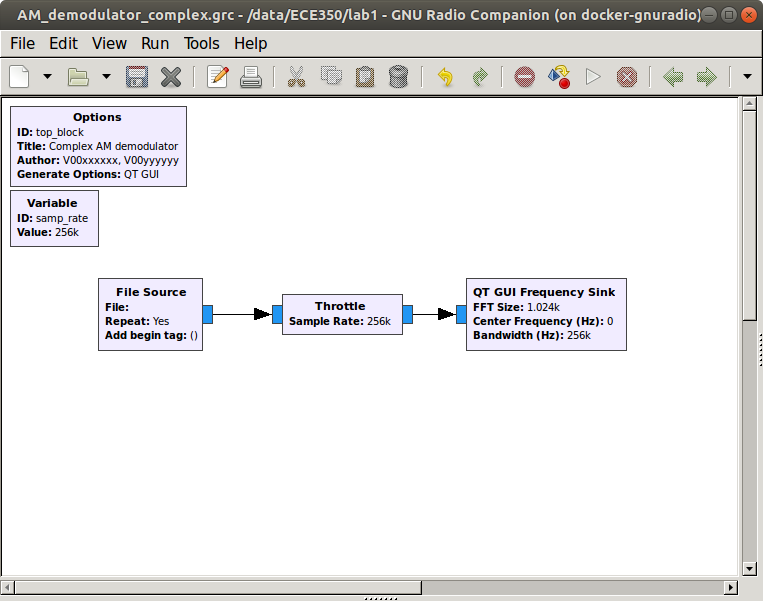 AM_demodulator_complex.grc - /data/ECE350/lab1 - GNU Radio Companion (on docker-gnuradio)
File Edit View Run Tools Help
Options
ID: top_block
Title: Complex AM demodulator
Author: V00xxxxxx, V00yyyyyy
Generate Options: QT GUI
Variable
ID: samp_rate
Value: 256k
File Source
File:
Repeat: Yes
Add begin tag: ()
Throttle
Sample Rate: 256k
QT GUI Frequency Sink
FFT Size: 1.024k
Center Frequency (Hz): 0
Bandwidth (Hz): 256k